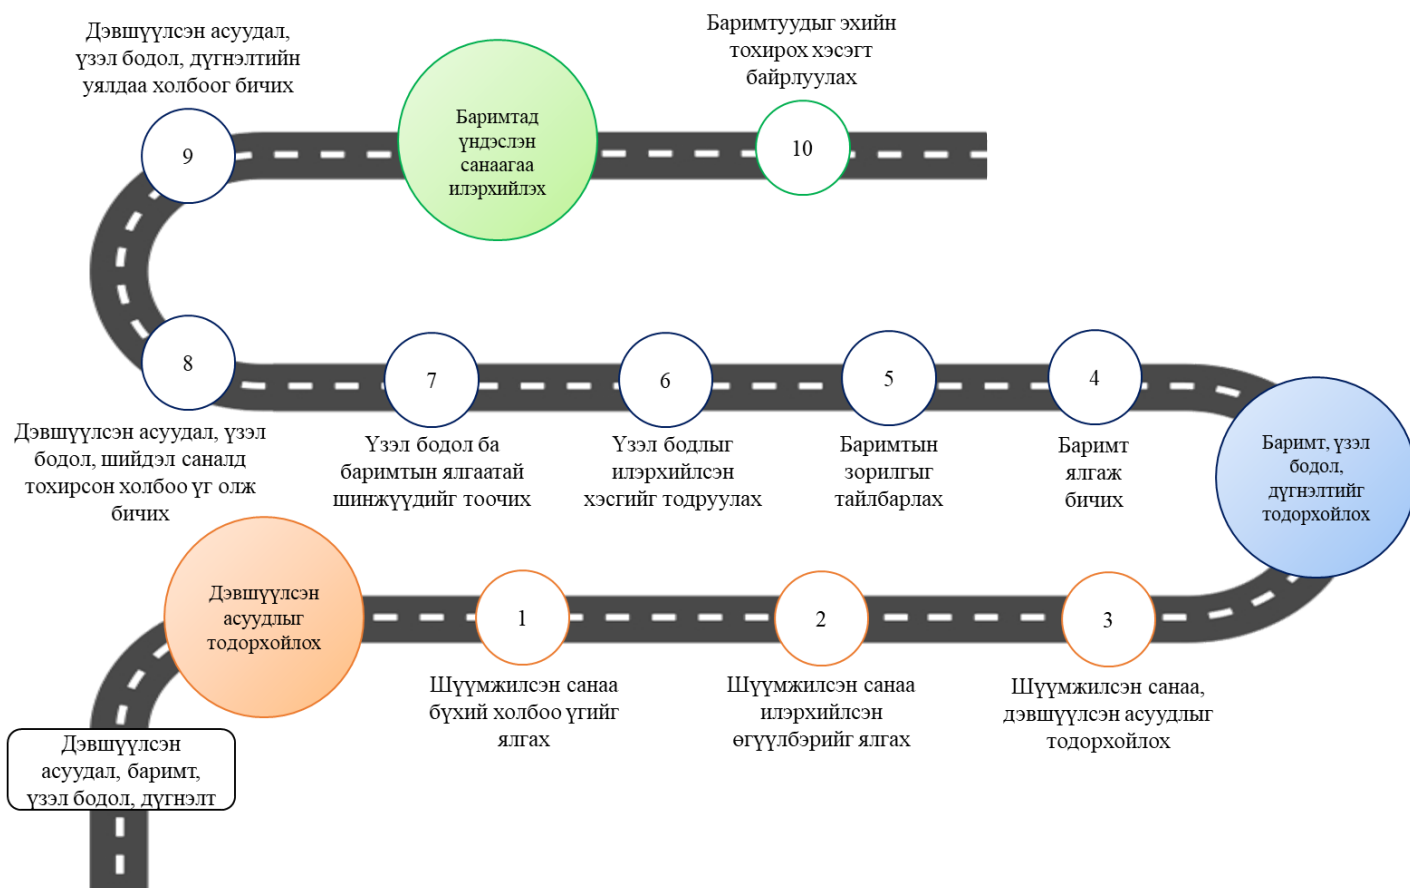 Дэвшүүлсэн асуудал,
үзэл бодол, дүгнэлтийн
уялдаа холбоог бичих
9
Баримтад
үндэслэн
санаагаа
илэрхийлэх
Баримтуудыг эхийн
тохирох хэсэгт
байрлуулах
10
8
Дэвшүүлсэн асуудал, үзэл
бодол, шийдэл саналд
тохирсон холбоо үг олж
бичих
7
Үзэл бодол ба
баримтын ялгаатай
шинжүүдийг тоочих
6
Үзэл бодлыг
илэрхийлсэн
хэсгийг тодруулах
5
Баримтын
зорилгыг
тайлбарлах
4
Баримт
ялгаж
бичих
Баримт, үзэл
бодол,
дүгнэлтийг
тодорхойлох
Дэвшүүлсэн
асуудлыг
тодорхойлох
1
Шүүмжилсэн санаа
бүхий холбоо үгийг
ялгах
2
Шүүмжилсэн санаа
илэрхийлсэн
өгүүлбэрийг ялгах
3
Шүүмжилсэн санаа,
дэвшүүлсэн асуудлыг
тодорхойлох
Дэвшүүлсэн
асуудал, баримт,
үзэл бодол, дүгнэлт